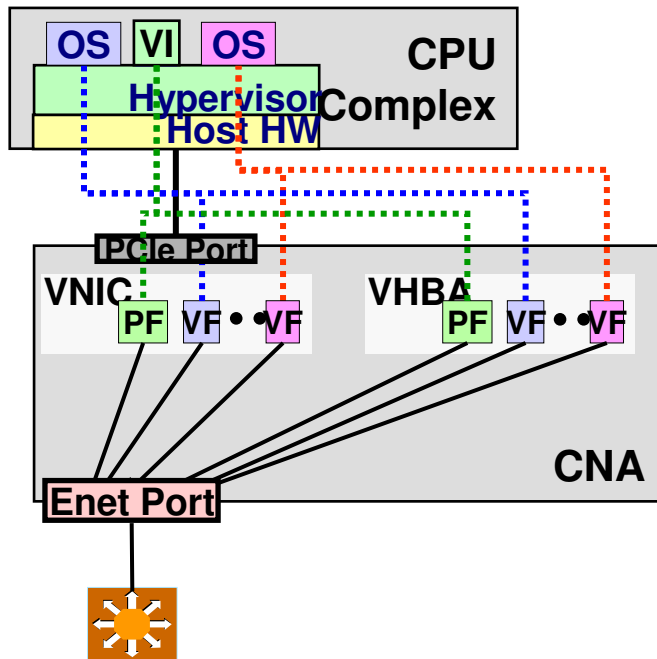 OS VI OS
CPU
Complex
Hypervisor
Host HW
PCIe Port
VNIC
VHBA
PF VF •• VF
PF VF •• VF
CNA
Enet Port